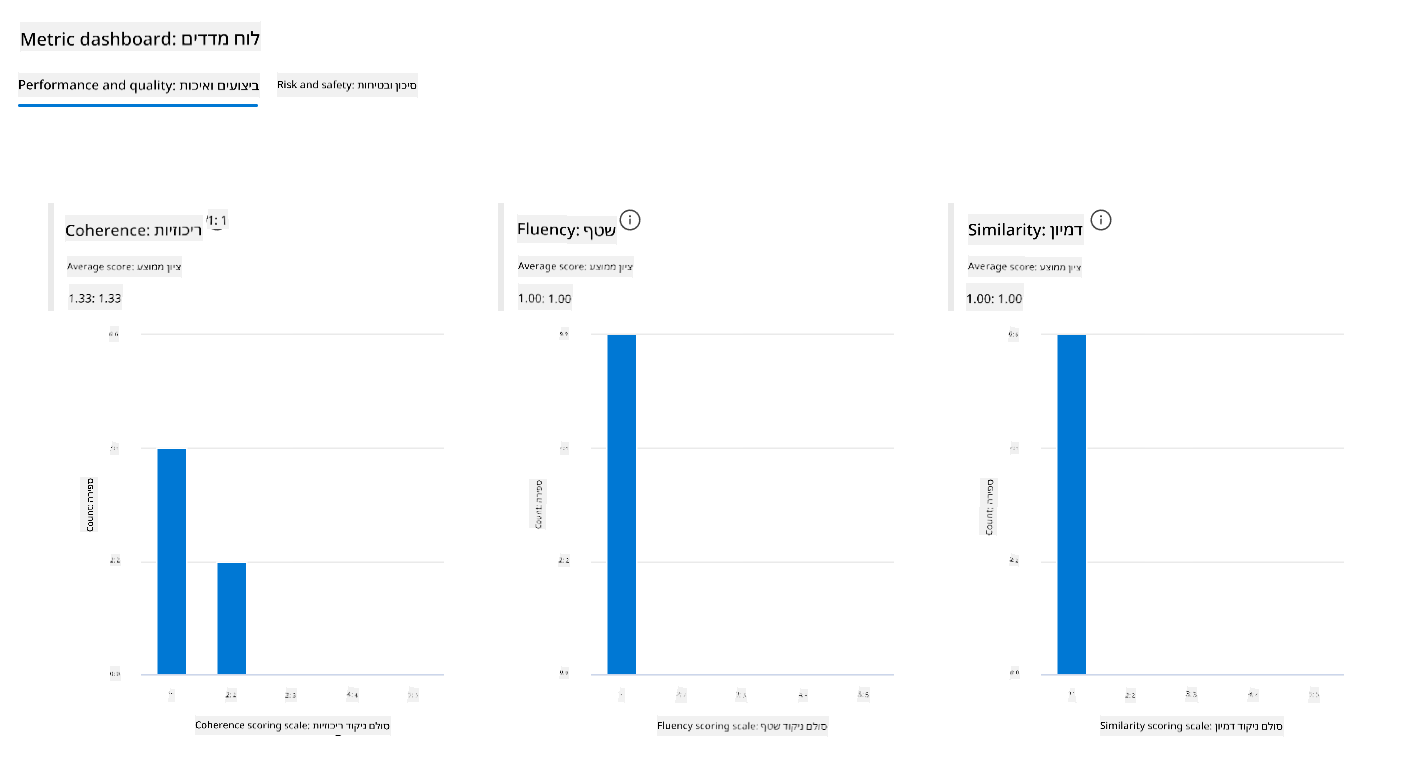 Metric dashboard: לוח מדדים
Performance and quality: ביצועים ואיכות
Risk and safety: סיכון ובטיחות
Coherence: ריכוזיות
Average score: ציון ממוצע
1.33: 1.33
Count: ספירה
Coherence scoring scale: סולם ניקוד ריכוזיות
Fluency: שטף
Average score: ציון ממוצע
1.00: 1.00
Count: ספירה
Fluency scoring scale: סולם ניקוד שטף
Similarity: דמיון
Average score: ציון ממוצע
1.00: 1.00
Count: ספירה
Similarity scoring scale: סולם ניקוד דמיון